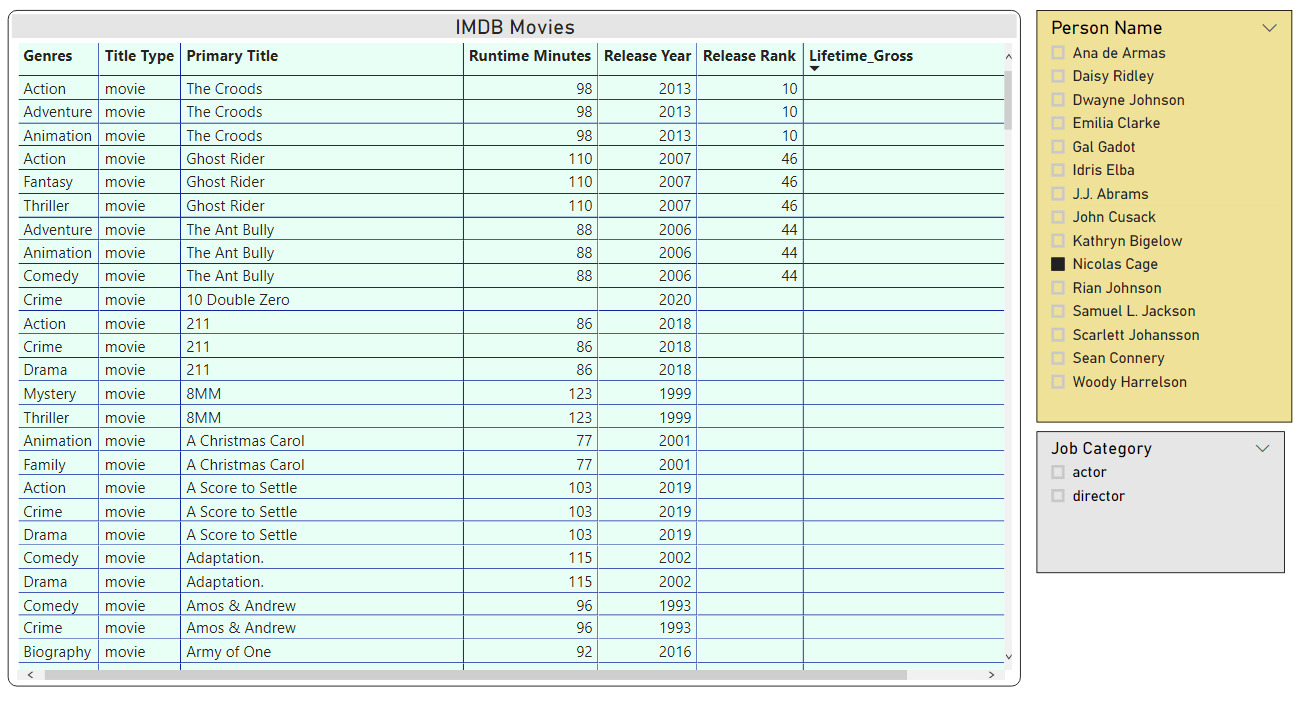 IMDB Movies
Genres Title Type Primary Title Runtime Minutes Release Year Release Rank Lifetime_Gross
Action movie The Croods 98 2013 10
Adventure movie The Croods 98 2013 10
Animation movie The Croods 98 2013 10
Action movie Ghost Rider 110 2007 46
Fantasy movie Ghost Rider 110 2007 46
Thriller movie Ghost Rider 110 2007 46
Adventure movie The Ant Bully 88 2006 44
Animation movie The Ant Bully 88 2006 44
Comedy movie The Ant Bully 88 2006 44
Crime movie 10 Double Zero 2020
Action movie 211 86 2018
Crime movie 211 86 2018
Drama movie 211 86 2018
Mystery movie 8MM 123 1999
Thriller movie 8MM 123 1999
Animation movie A Christmas Carol 77 2001
Family movie A Christmas Carol 77 2001
Action movie A Score to Settle 103 2019
Crime movie A Score to Settle 103 2019
Drama movie A Score to Settle 103 2019
Comedy movie Adaptation. 115 2002
Drama movie Adaptation. 115 2002
Comedy movie Amos & Andrew 96 1993
Crime movie Amos & Andrew 96 1993
Biography movie Army of One 92 2016
Person Name
Ana de Armas
Daisy Ridley
Dwayne Johnson
Emilia Clarke
Gal Gadot
Idris Elba
J.J. Abrams
John Cusack
Kathryn Bigelow
Nicolas Cage
Rian Johnson
Samuel L. Jackson
Scarlett Johansson
Sean Connery
Woody Harrelson
Job Category
actor
director